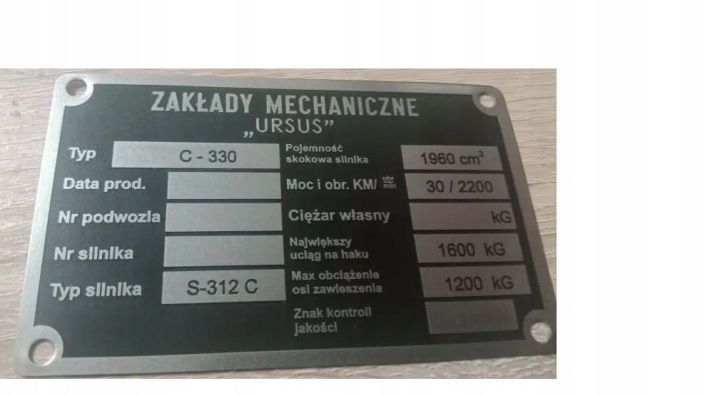 ZAKŁADY MECHANICZNE
„URSUS”
Typ C - 330
Data prod.
Nr podwozia
Nr silnika
Typ silnika S-312 C
Pojemność
skokowa silnika 1960 cm³
Moc i obr. KM/ obr/min 30 / 2200
Ciężar własny kG
Największy
uciąg na haku 1600 kG
Max obciążenie
osi zawieszenia 1200 kG
Znak kontroli
jakości